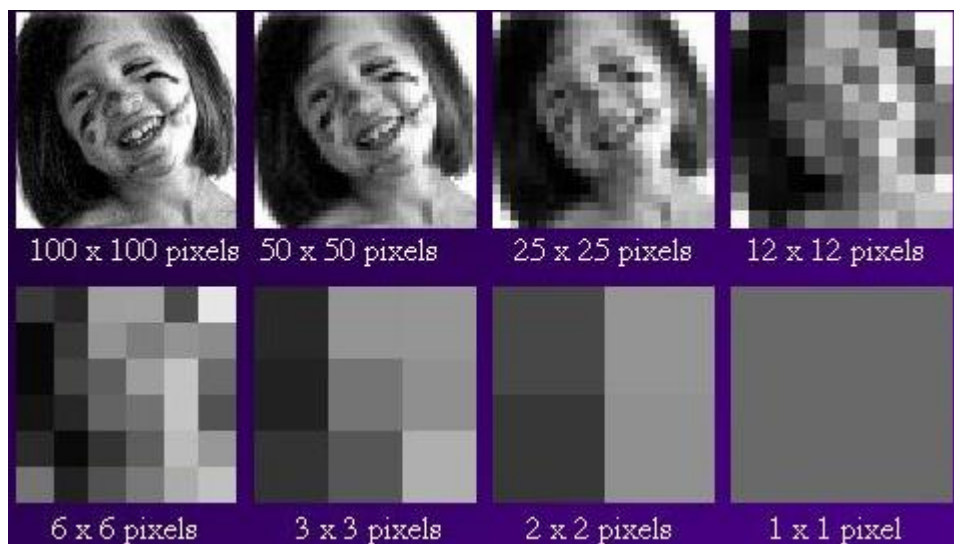 100 x 100 pixels
50 x 50 pixels
25 x 25 pixels
12 x 12 pixels
6 x 6 pixels
3 x 3 pixels
2 x 2 pixels
1 x 1 pixel